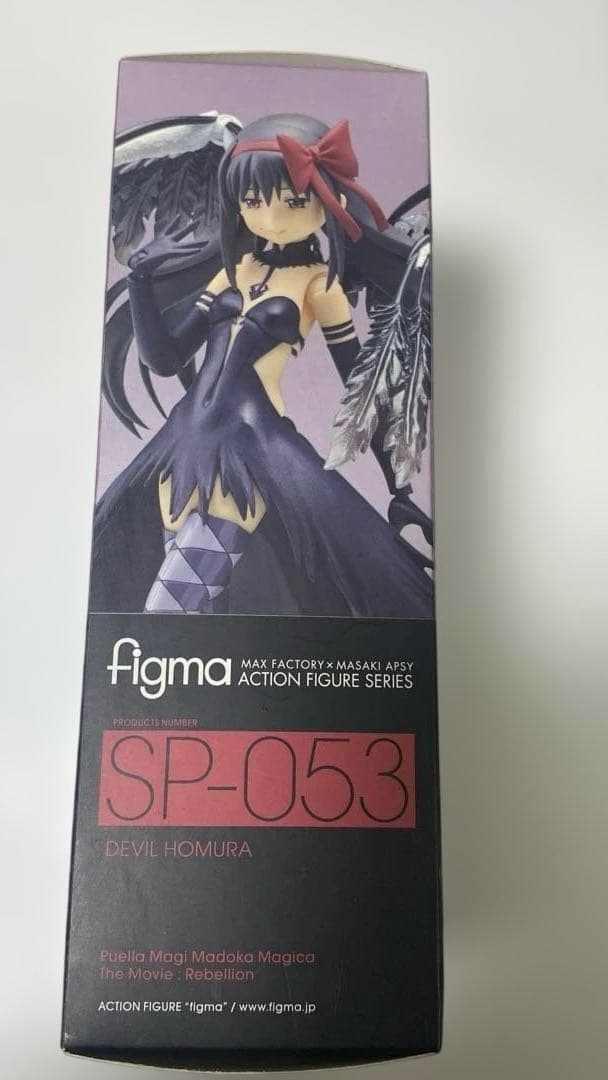 figma MAX FACTORY × MASAKI APSY
ACTION FIGURE SERIES
PRODUCTS NUMBER
SP-053
DEVIL HOMURA
Puella Magi Madoka Magica
The Movie : Rebellion
ACTION FIGURE "figma" / www.figma.jp